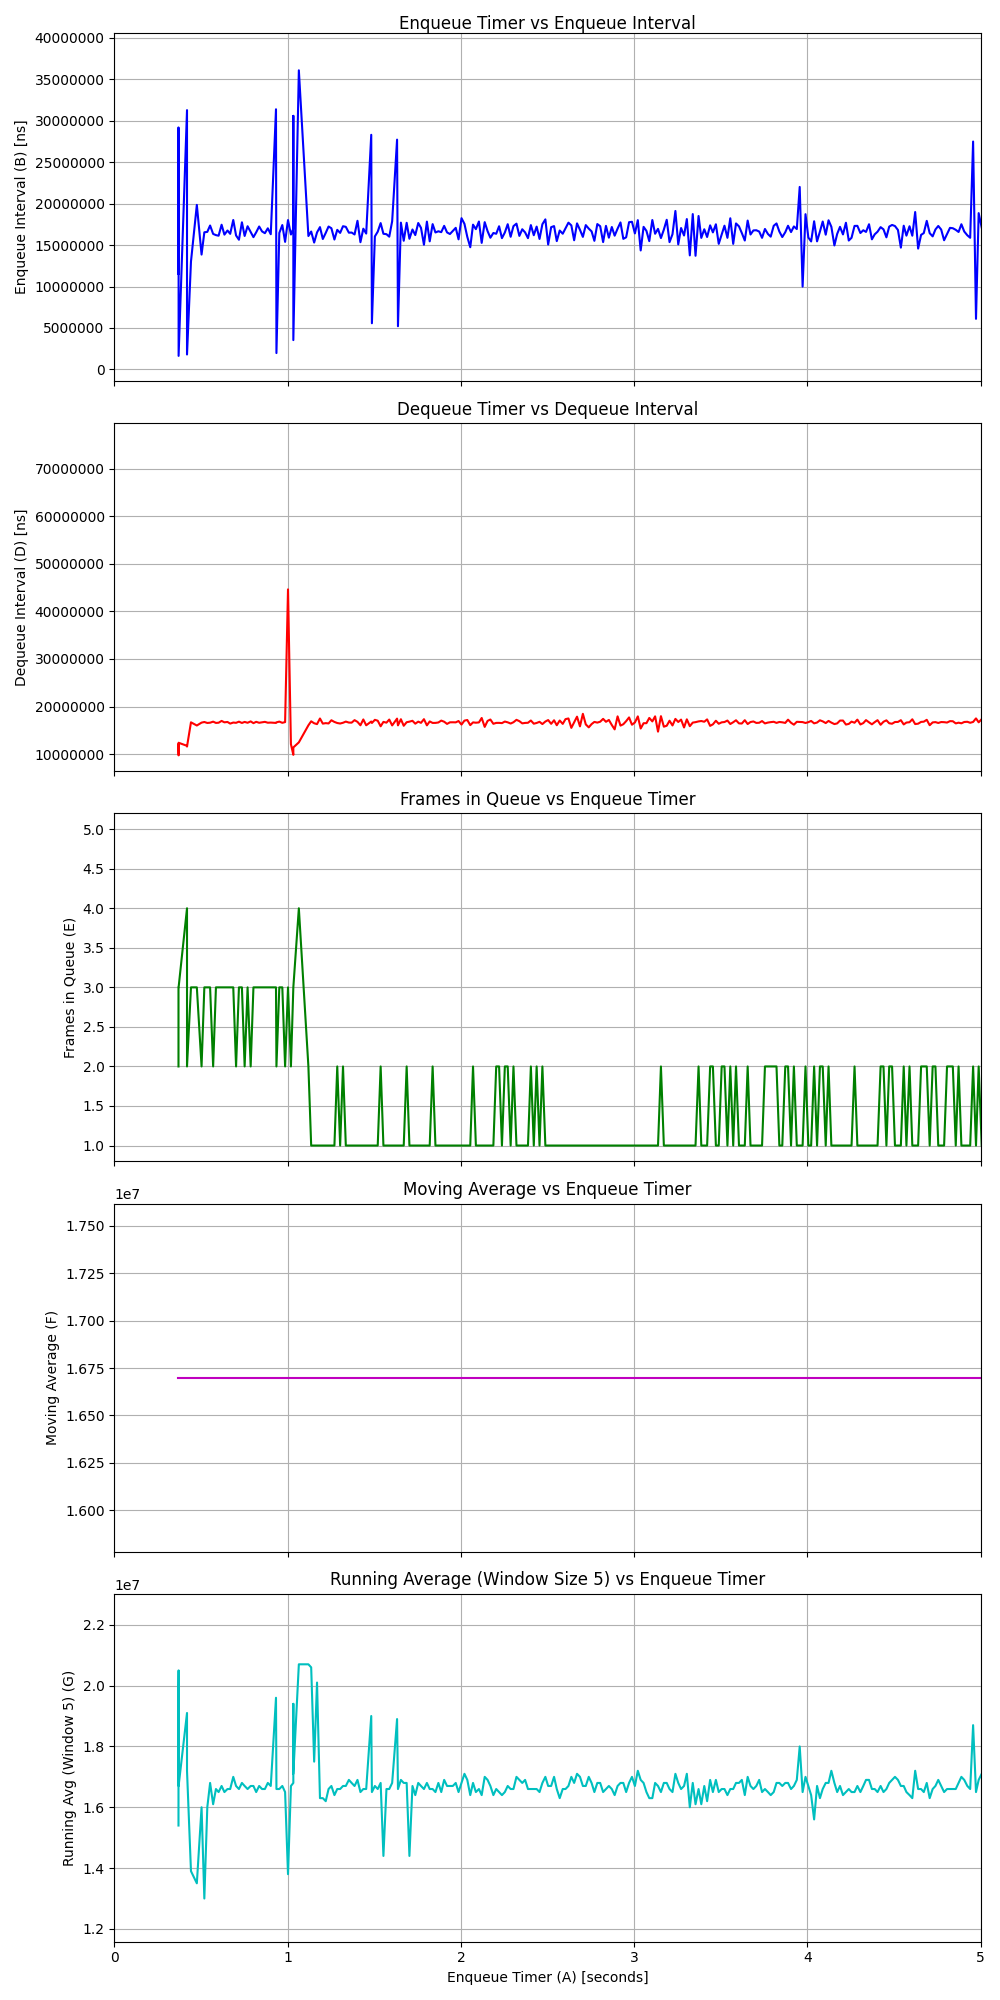 Enqueue Timer vs Enqueue Interval
40000000
35000000
30000000
25000000
20000000
15000000
10000000
5000000
0
Enqueue Interval (B) [ns]
Dequeue Timer vs Dequeue Interval
70000000
60000000
50000000
40000000
30000000
20000000
10000000
Dequeue Interval (D) [ns]
Frames in Queue vs Enqueue Timer
5.0
4.5
4.0
3.5
3.0
2.5
2.0
1.5
1.0
Frames in Queue (E)
Moving Average vs Enqueue Timer
1e7
1.750
1.725
1.700
1.675
1.650
1.625
1.600
Moving Average (F)
Running Average (Window Size 5) vs Enqueue Timer
1e7
2.2
2.0
1.8
1.6
1.4
1.2
Running Avg (Window 5) (G)
0 1 2 3 4 5
Enqueue Timer (A) [seconds]